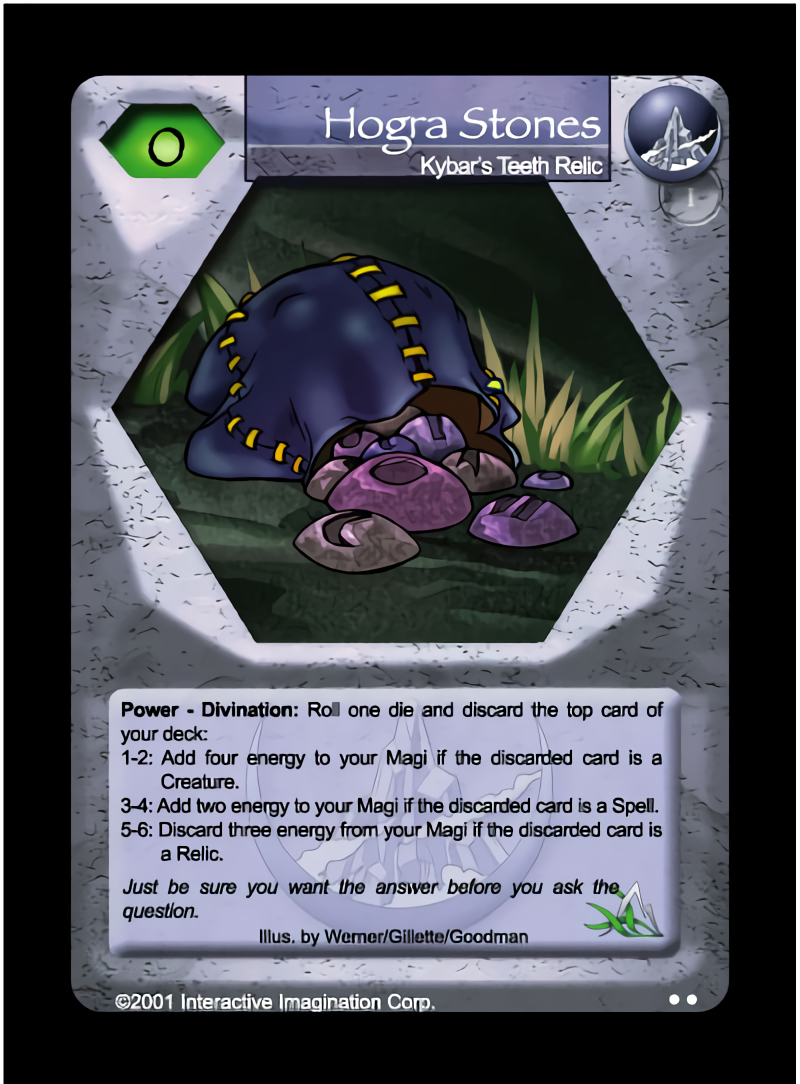 O
Hogra Stones
Kybar's Teeth Relic
I
Power - Divination: Roll one die and discard the top card of
your deck:
1-2: Add four energy to your Magi if the discarded card is a
Creature.
3-4: Add two energy to your Magi if the discarded card is a Spell.
5-6: Discard three energy from your Magi if the discarded card is
a Relic.
Just be sure you want the answer before you ask the
question.
Illus. by Werner/Gillette/Goodman
©2001 Interactive Imagination Corp.